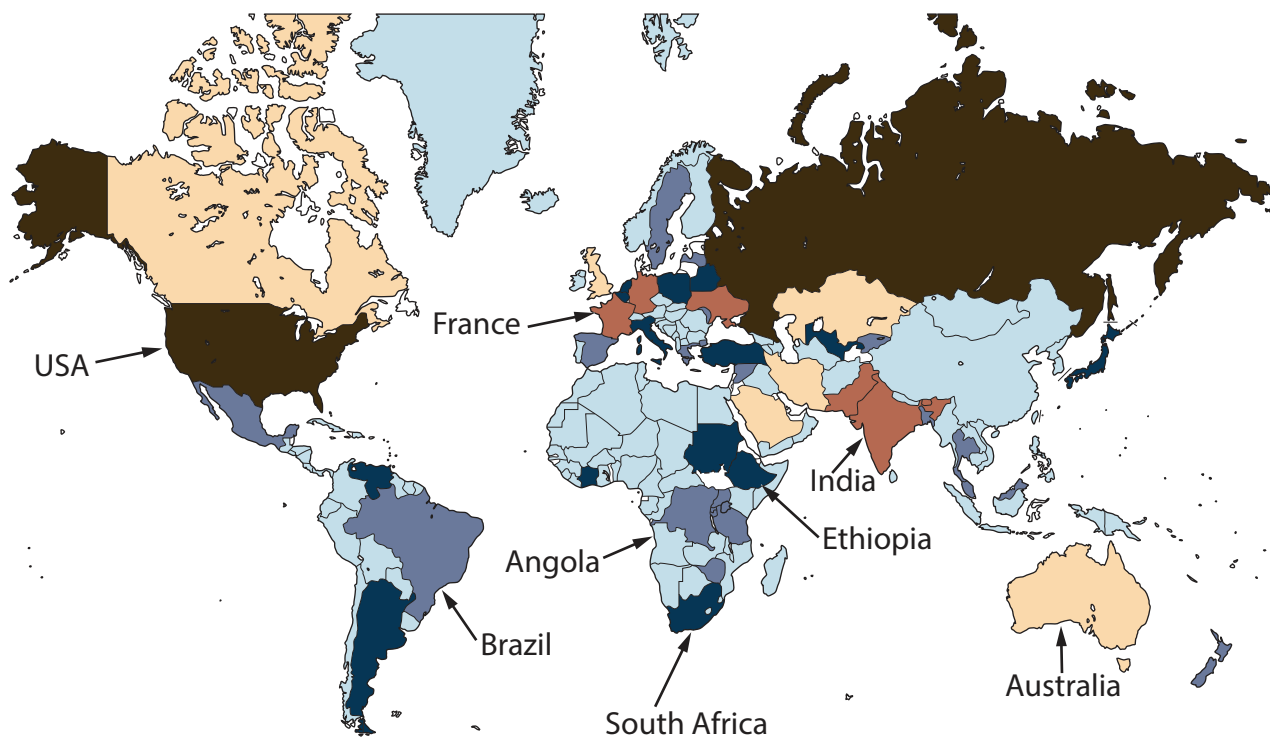 France
USA
India
Ethiopia
Angola
Brazil
Australia
South Africa